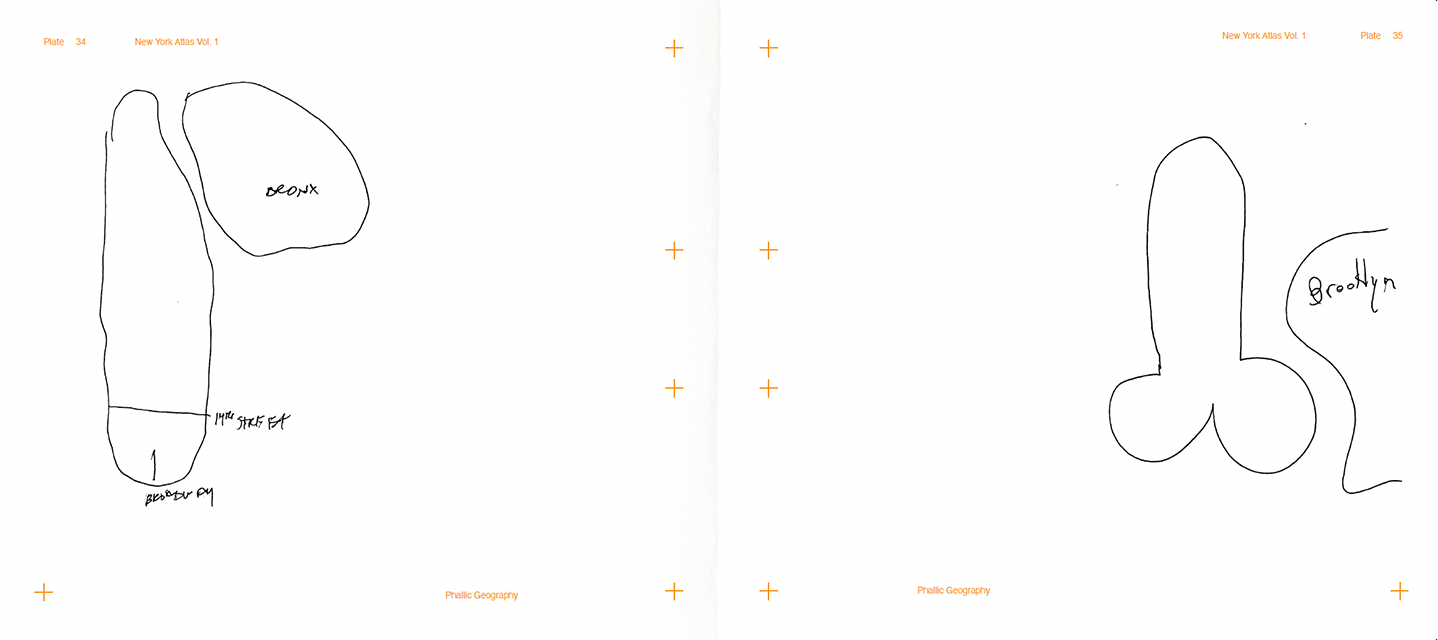 Plate 34
New York Atlas Vol. 1
BRONX
14TH STREET
BROADWAY
Phallic Geography
New York Atlas Vol. 1
Plate 35
Brooklyn
Phallic Geography